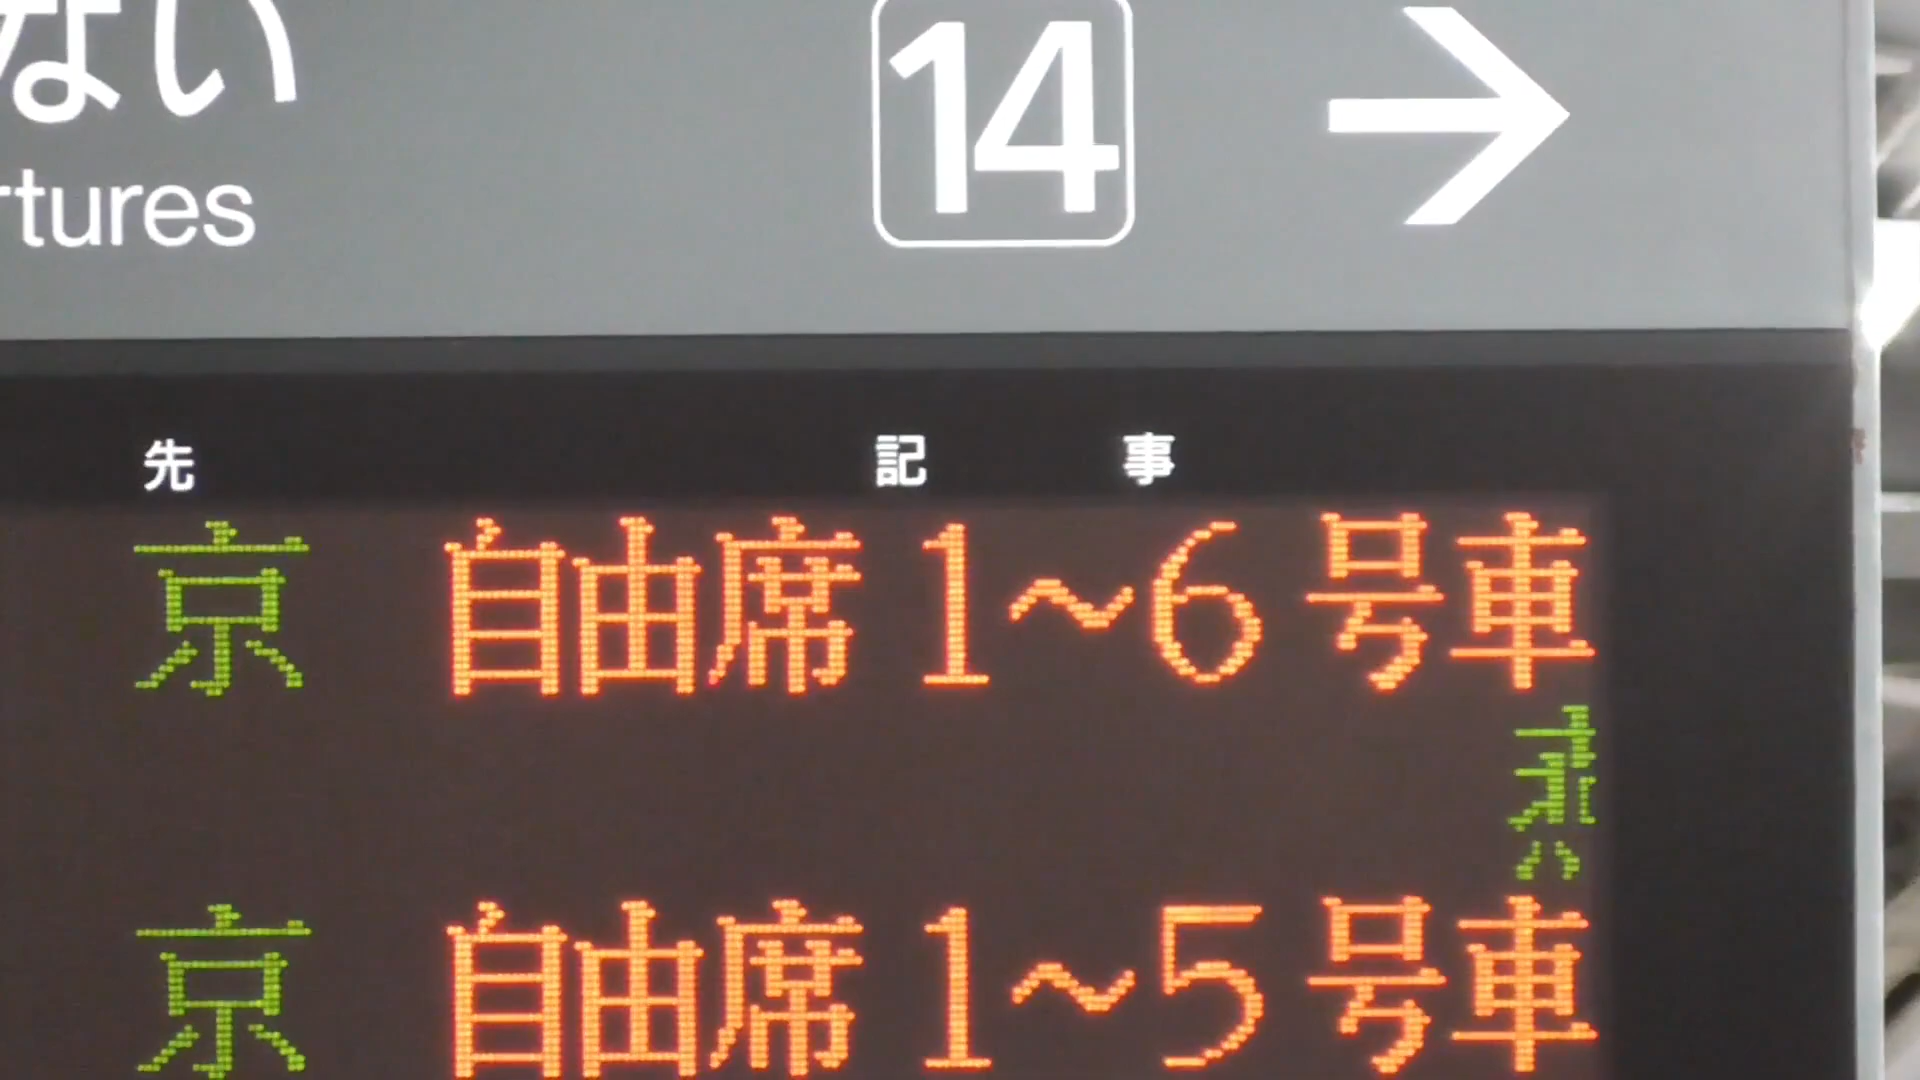 ない 14 →
rtures
先 記事
京 自由席 1～6 号車
京 自由席 1～5 号車